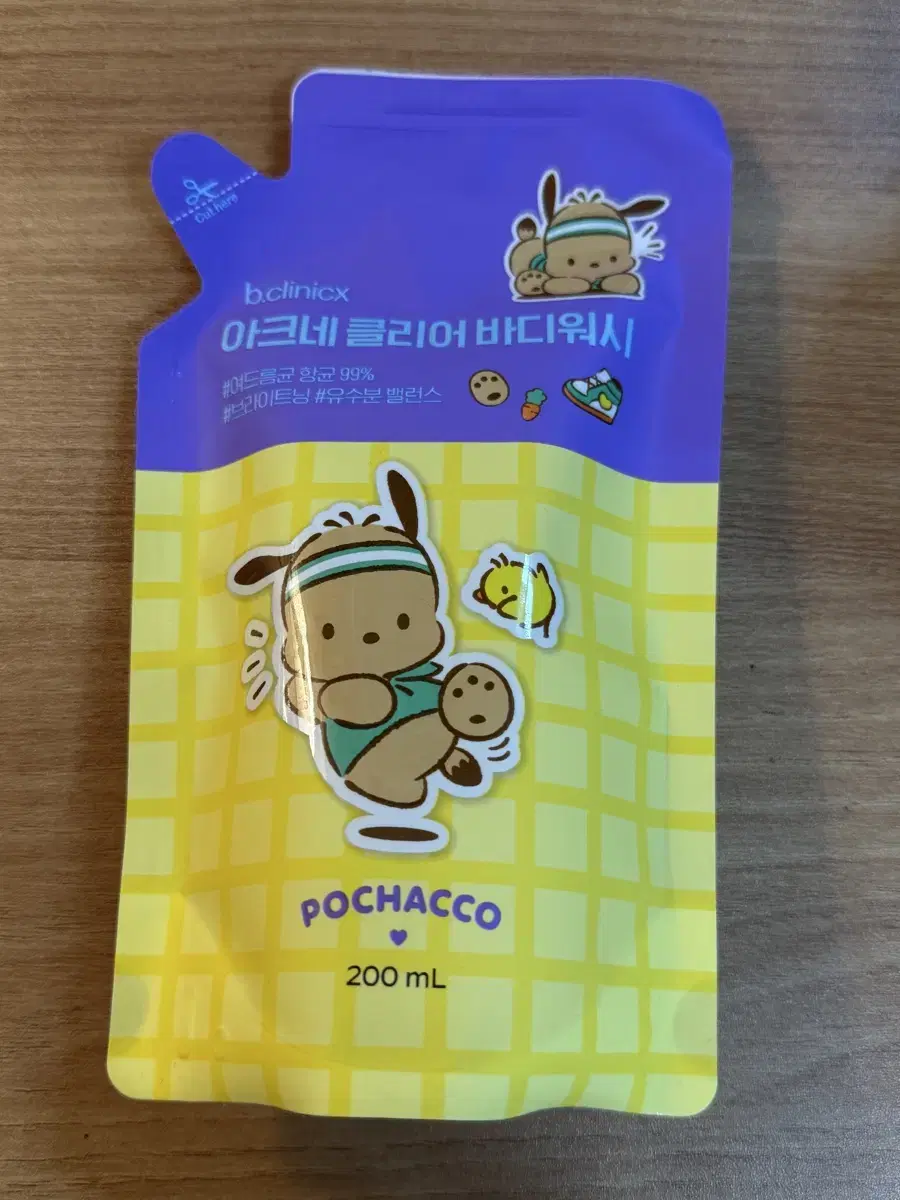 Cut here
b.clinicx
아크네 클리어 바디워시
#여드름균 항균 99%
#브라이트닝 #유수분 밸런스
POCHACCO
200 mL